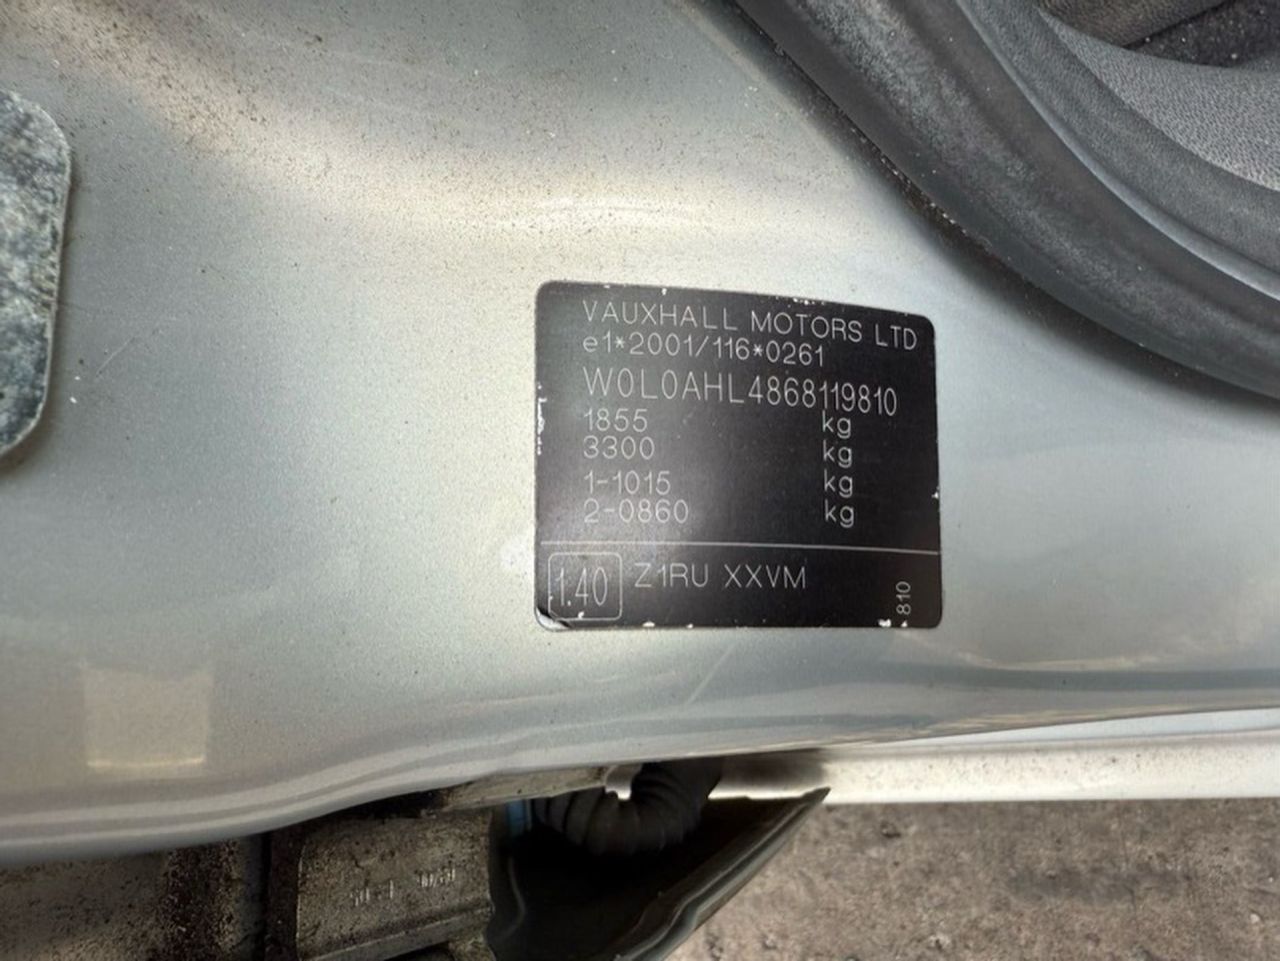 VAUXHALL MOTORS LTD
e1*2001/116*0261
W0L0AHL4868119810
1855 kg
3300 kg
1-1015 kg
2-0860 kg
1.40 Z1RU XXVM
810